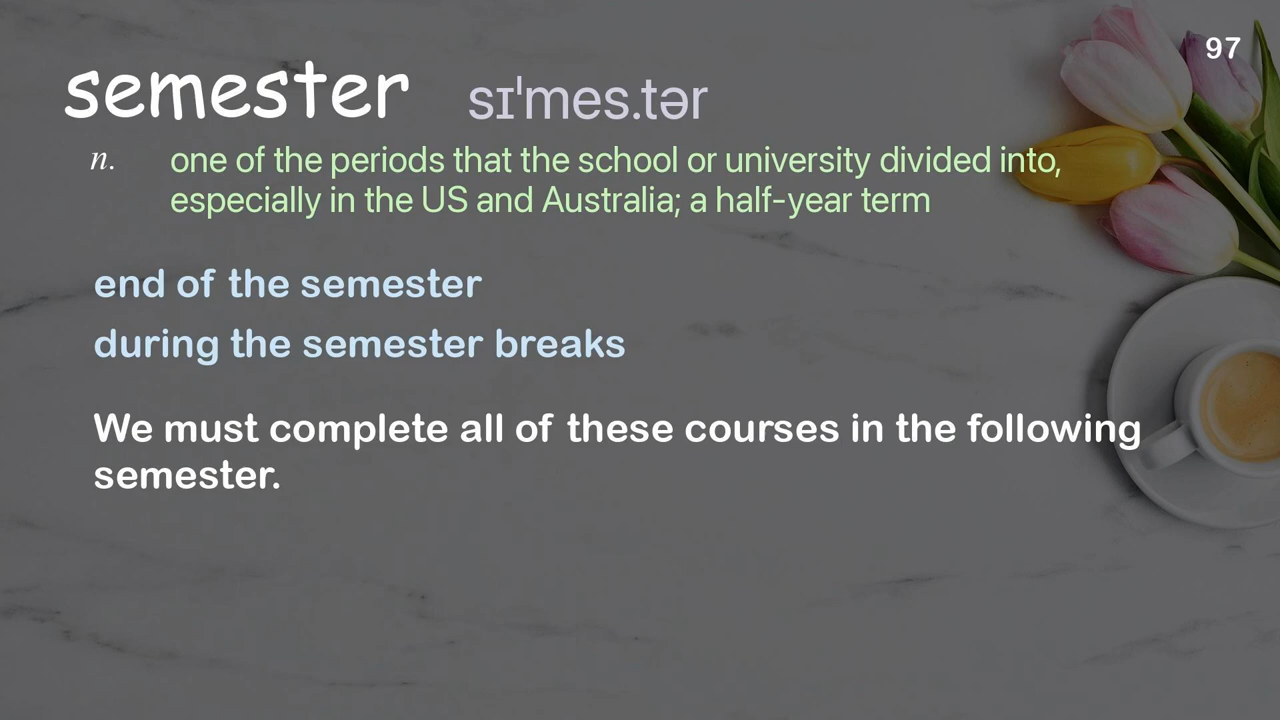 97
semester sɪˈmes.tər
n. one of the periods that the school or university divided into,
especially in the US and Australia; a half-year term
end of the semester
during the semester breaks
We must complete all of these courses in the following
semester.